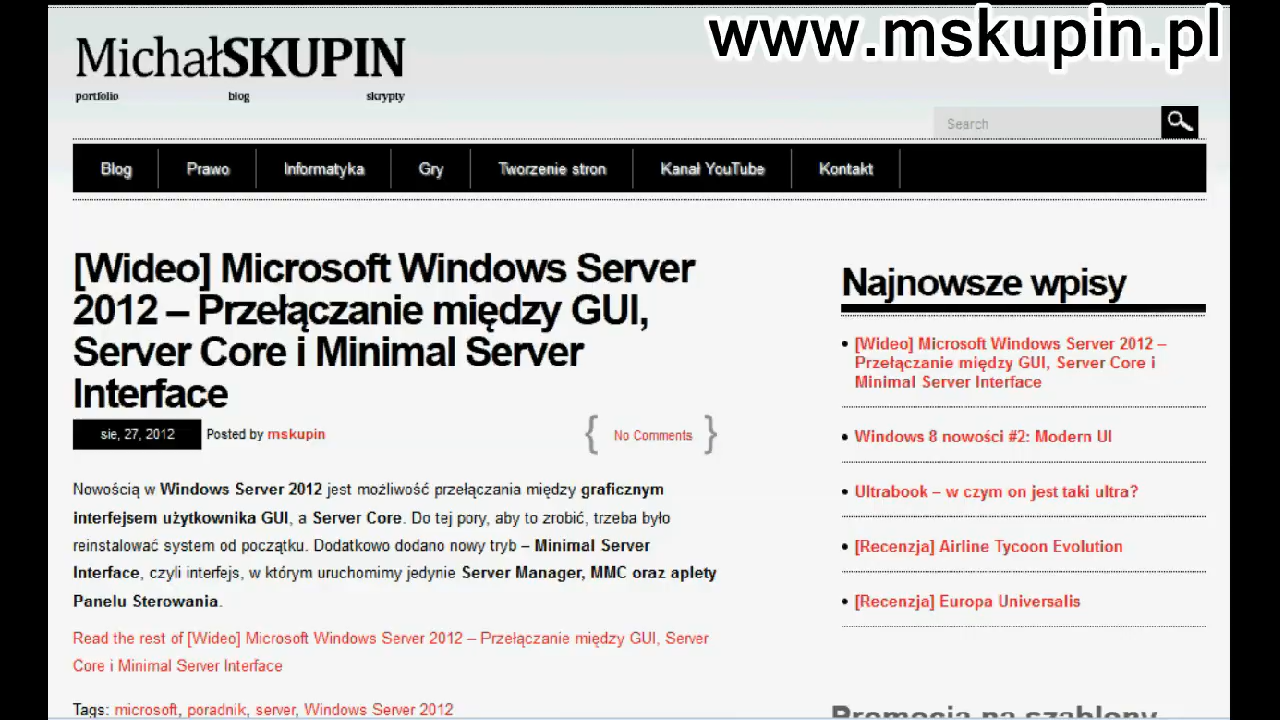 www.mskupin.pl
MichałSKUPIN
portfolio blog skrypty
Search
Blog Prawo Informatyka Gry Tworzenie stron Kanał YouTube Kontakt
[Wideo] Microsoft Windows Server
2012 – Przełączanie między GUI,
Server Core i Minimal Server
Interface
sie, 27, 2012 Posted by mskupin { No Comments }
Nowością w Windows Server 2012 jest możliwość przełączania między graficznym
interfejsem użytkownika GUI, a Server Core. Do tej pory, aby to zrobić, trzeba było
reinstalować system od początku. Dodatkowo dodano nowy tryb – Minimal Server
Interface, czyli interfejs, w którym uruchomimy jedynie Server Manager, MMC oraz aplety
Panelu Sterowania.
Read the rest of [Wideo] Microsoft Windows Server 2012 – Przełączanie między GUI, Server
Core i Minimal Server Interface
Tags: microsoft, poradnik, server, Windows Server 2012
Najnowsze wpisy
• [Wideo] Microsoft Windows Server 2012 –
Przełączanie między GUI, Server Core i
Minimal Server Interface
• Windows 8 nowości #2: Modern UI
• Ultrabook – w czym on jest taki ultra?
• [Recenzja] Airline Tycoon Evolution
• [Recenzja] Europa Universalis
Promocja na szablony